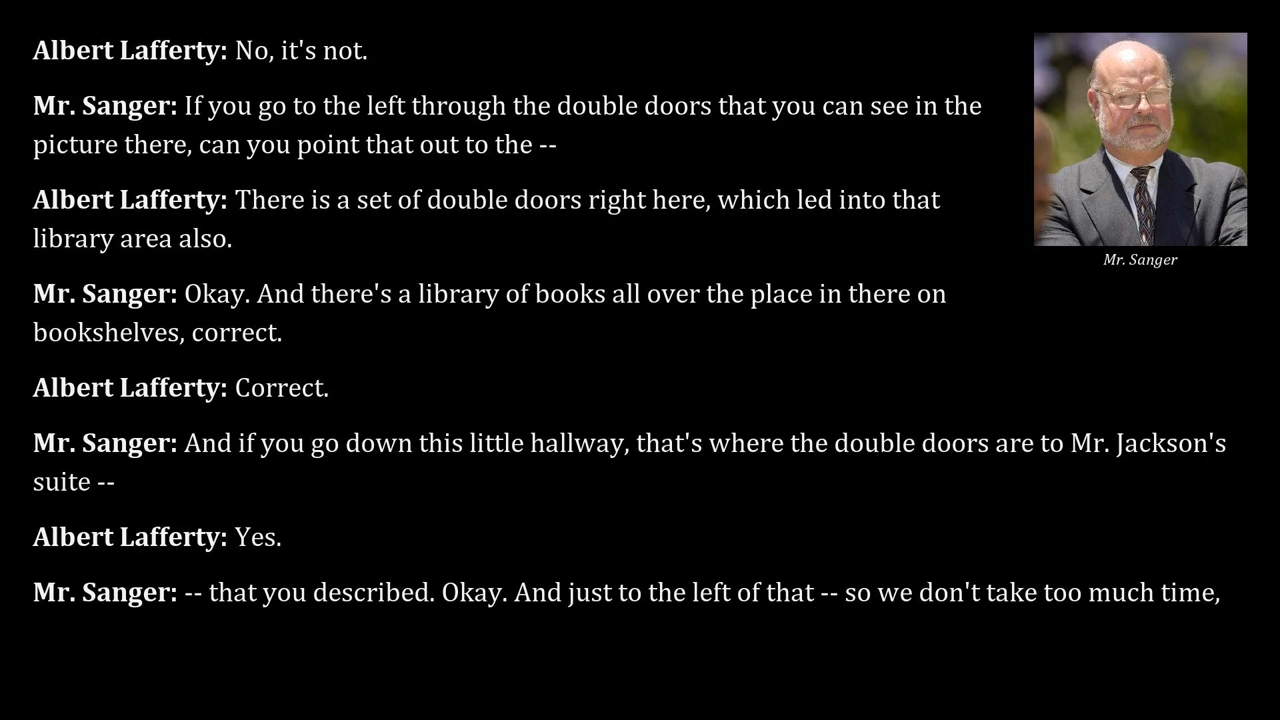 Albert Lafferty: No, it's not.
Mr. Sanger: If you go to the left through the double doors that you can see in the
picture there, can you point that out to the --
Albert Lafferty: There is a set of double doors right here, which led into that
library area also.
Mr. Sanger: Okay. And there's a library of books all over the place in there on
bookshelves, correct.
Albert Lafferty: Correct.
Mr. Sanger: And if you go down this little hallway, that's where the double doors are to Mr. Jackson's
suite --
Albert Lafferty: Yes.
Mr. Sanger: -- that you described. Okay. And just to the left of that -- so we don't take too much time,
Mr. Sanger